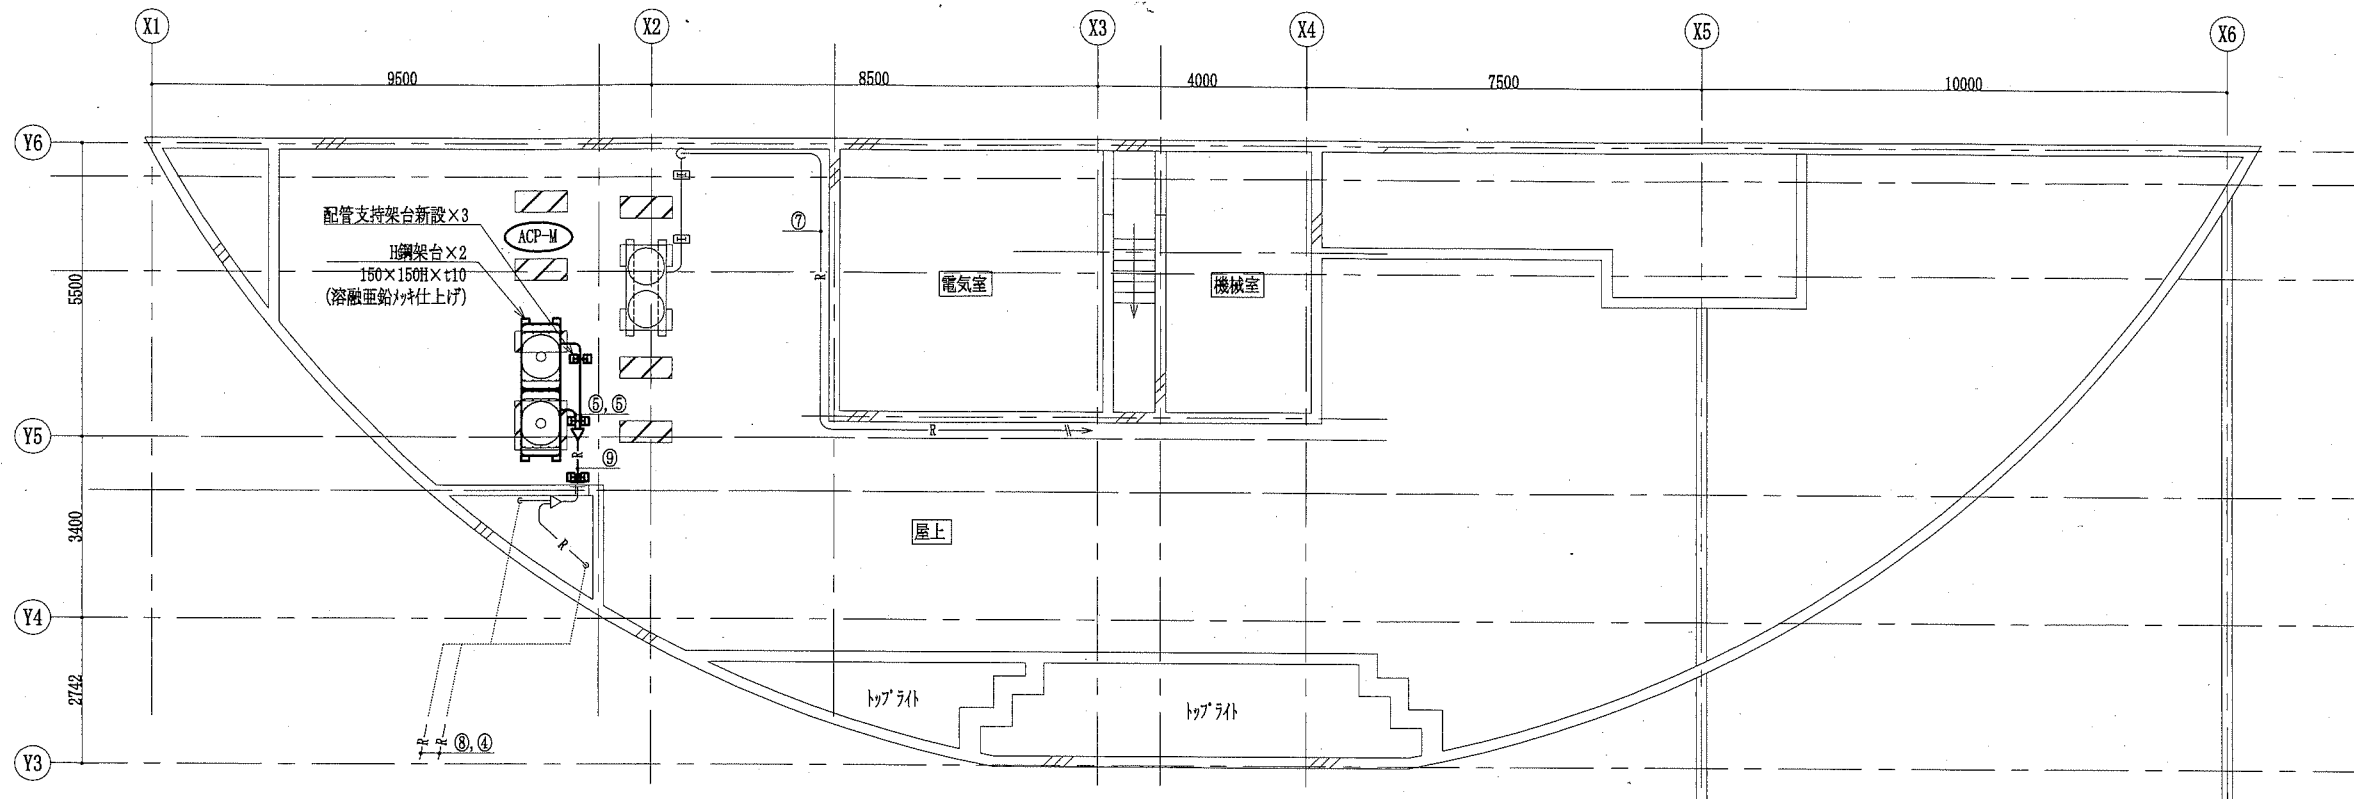 X1
X2
X3
X4
X5
X6
9500
8500
4000
7500
10000
Y6
Y5
Y4
Y3
5500
3400
2742
配管支持架台新設×3
ACP-M
H鋼架台×2
150×150H×t10
(溶融亜鉛メッキ仕上げ)
⑦
R
電気室
機械室
⑤,⑤
R
R
⑨
屋上
R
トップライト
トップライト
R
R
⑧,④